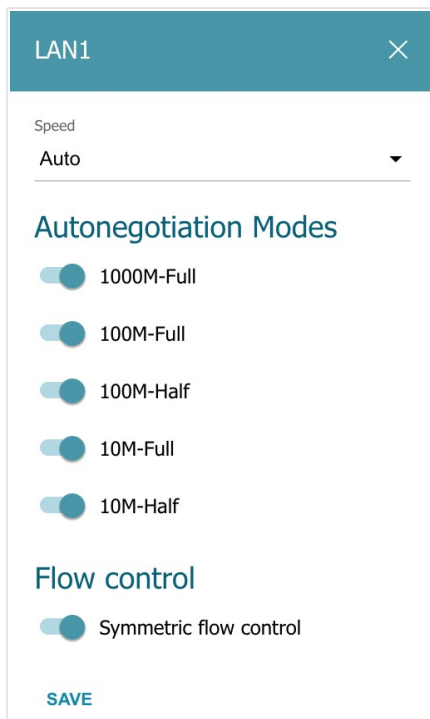 LAN1
Speed
Auto
Autonegotiation Modes
1000M-Full
100M-Full
100M-Half
10M-Full
10M-Half
Flow control
Symmetric flow control
SAVE